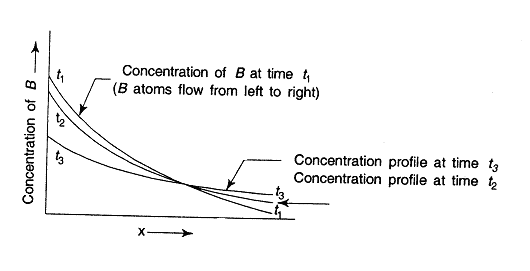 Concentration of B
t1
t2
t3
Concentration of B at time t1
(B atoms flow from left to right)
Concentration profile at time t3
Concentration profile at time t2
t3
t1
x